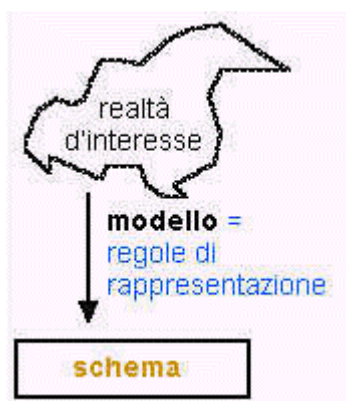 realtà
d'interesse
modello =
regole di
rappresentazione
schema